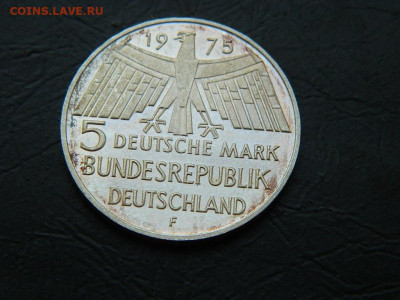 COINS.LAVE.RU
1975
5 DEUTSCHE MARK
BUNDESREPUBLIK
DEUTSCHLAND
F